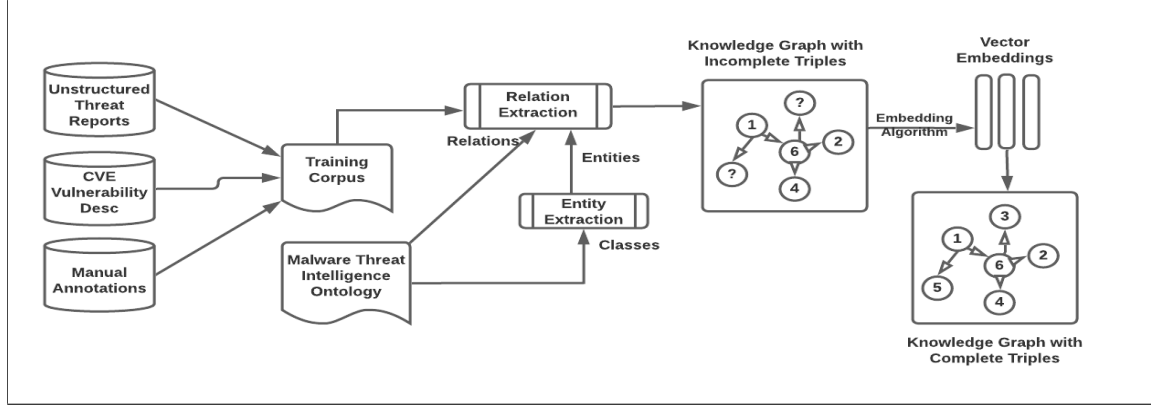 Unstructured
Threat
Reports
CVE
Vulnerability
Desc
Manual
Annotations
Training
Corpus
Malware Threat
Intelligence
Ontology
Relation
Extraction
Relations
Entities
Entity
Extraction
Classes
Knowledge Graph with
Incomplete Triples
?
1
2
6
?
4
Embedding
Algorithm
Vector
Embeddings
3
1
2
6
5
4
Knowledge Graph with
Complete Triples